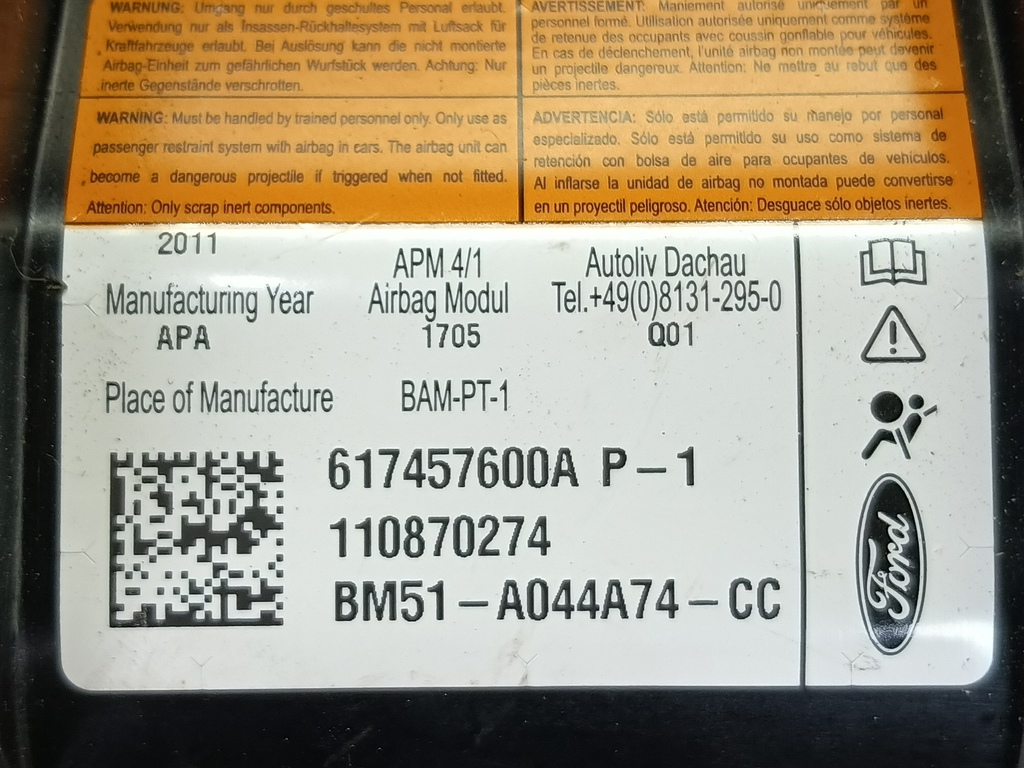 WARNUNG: Umgang nur durch geschultes Personal erlaubt.
Verwendung nur als Insassen-Rückhaltesystem mit Luftsack für
Kraftfahrzeuge erlaubt. Bei Auslösung kann die nicht montierte
Airbag-Einheit zum gefährlichen Wurfstück werden. Achtung: Nur
inerte Gegenstände verschrotten.
AVERTISSEMENT: Maniement autorisé uniquement par un
personnel formé. Utilisation autorisée uniquement comme système
de retenue des occupants avec coussin gonflable pour véhicules.
En cas de déclenchement, l'unité airbag non montée peut devenir
un projectile dangereux. Attention: Ne mettre au rebut que des
pièces inertes.
WARNING: Must be handled by trained personnel only. Only use as
passenger restraint system with airbag in cars. The airbag unit can
become a dangerous projectile if triggered when not fitted.
Attention: Only scrap inert components.
ADVERTENCIA: Sólo está permitido su manejo por personal
especializado. Sólo está permitido su uso como sistema de
retención con bolsa de aire para ocupantes de vehículos.
Al inflarse la unidad de airbag no montada puede convertirse
en un proyectil peligroso. Atención: Desguace sólo objetos inertes.
2011
Manufacturing Year
APA
Place of Manufacture
APM 4/1
Airbag Modul
1705
BAM-PT-1
Autoliv Dachau
Tel.+49(0)8131-295-0
Q01
617457600A P-1
110870274
BM51-A044A74-CC
Ford